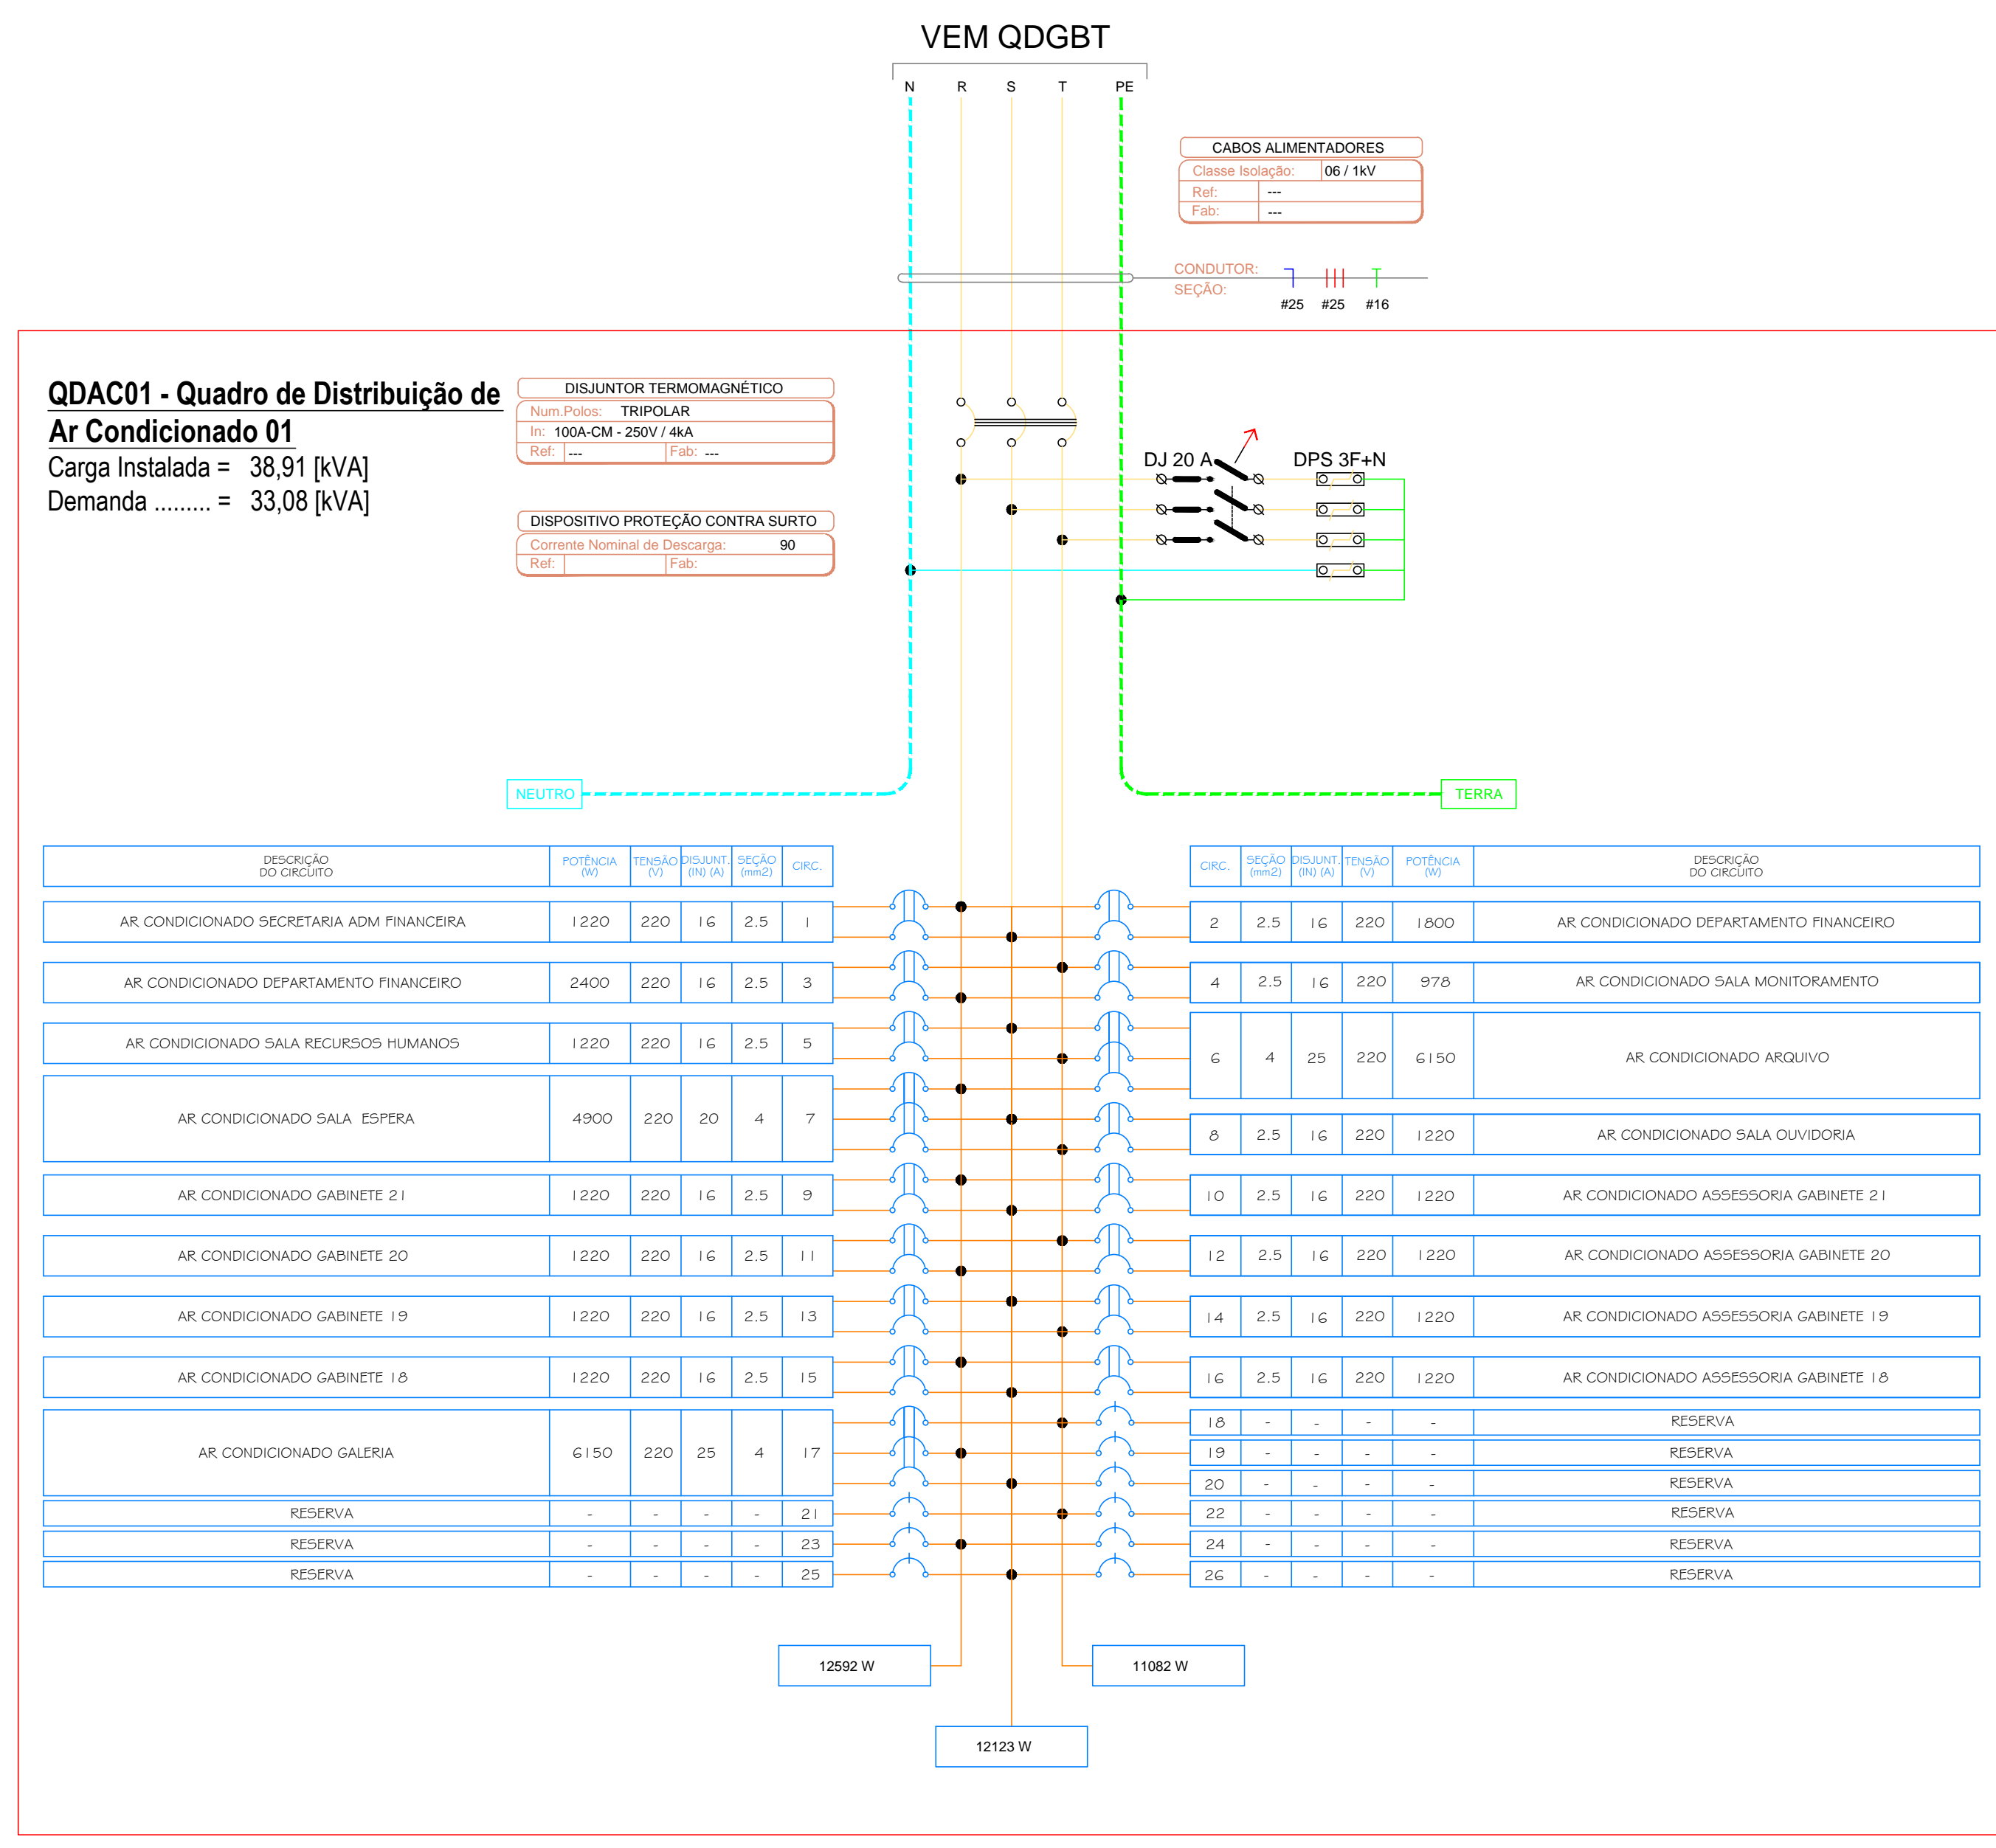 VEM QDGBT
N R S T PE
CABOS ALIMENTADORES
Classe Isolação: 06 / 1kV
Ref: ---
Fab: ---
CONDUTOR:
SEÇÃO:
#25 #25 #16
QDAC01 - Quadro de Distribuição de
Ar Condicionado 01
Carga Instalada = 38,91 [kVA]
Demanda ......... = 33,08 [kVA]
DISJUNTOR TERMOMAGNÉTICO
Num.Polos: TRIPOLAR
In: 100A-CM - 250V / 4kA
Ref: --- Fab: ---
DISPOSITIVO PROTEÇÃO CONTRA SURTO
Corrente Nominal de Descarga: 90
Ref: Fab:
DJ 20 A DPS 3F+N
NEUTRO
TERRA
DESCRIÇÃO DO CIRCUITO POTÊNCIA (W) TENSÃO (V) DISJUNT. (IN) (A) SEÇÃO (mm2) CIRC.
AR CONDICIONADO SECRETARIA ADM FINANCEIRA 1220 220 16 2.5 1
AR CONDICIONADO DEPARTAMENTO FINANCEIRO 2400 220 16 2.5 3
AR CONDICIONADO SALA RECURSOS HUMANOS 1220 220 16 2.5 5
AR CONDICIONADO SALA ESPERA 4900 220 20 4 7
AR CONDICIONADO GABINETE 21 1220 220 16 2.5 9
AR CONDICIONADO GABINETE 20 1220 220 16 2.5 11
AR CONDICIONADO GABINETE 19 1220 220 16 2.5 13
AR CONDICIONADO GABINETE 18 1220 220 16 2.5 15
AR CONDICIONADO GALERIA 6150 220 25 4 17
RESERVA - - - - 21
RESERVA - - - - 23
RESERVA - - - - 25
CIRC. SEÇÃO (mm2) DISJUNT. (IN) (A) TENSÃO (V) POTÊNCIA (W) DESCRIÇÃO DO CIRCUITO
2 2.5 16 220 1800 AR CONDICIONADO DEPARTAMENTO FINANCEIRO
4 2.5 16 220 978 AR CONDICIONADO SALA MONITORAMENTO
6 4 25 220 6150 AR CONDICIONADO ARQUIVO
8 2.5 16 220 1220 AR CONDICIONADO SALA OUVIDORIA
10 2.5 16 220 1220 AR CONDICIONADO ASSESSORIA GABINETE 21
12 2.5 16 220 1220 AR CONDICIONADO ASSESSORIA GABINETE 20
14 2.5 16 220 1220 AR CONDICIONADO ASSESSORIA GABINETE 19
16 2.5 16 220 1220 AR CONDICIONADO ASSESSORIA GABINETE 18
18 - - - - RESERVA
19 - - - - RESERVA
20 - - - - RESERVA
22 - - - - RESERVA
24 - - - - RESERVA
26 - - - - RESERVA
12592 W 11082 W
12123 W